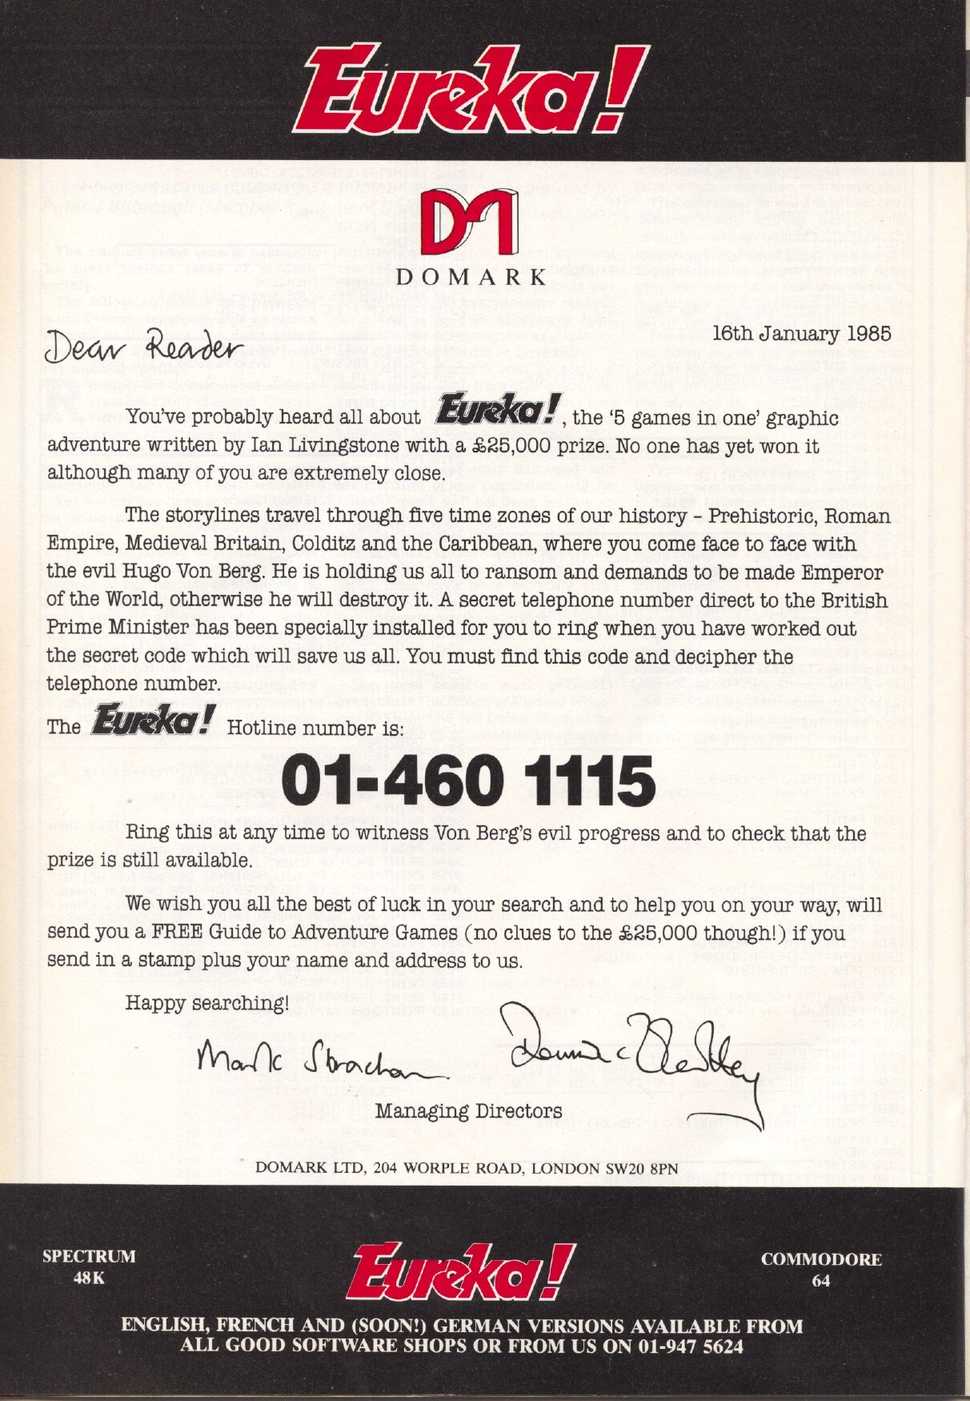 Eureka!
DOMARK
Dear Reader
16th January 1985
You've probably heard all about Eureka!, the '5 games in one' graphic
adventure written by Ian Livingstone with a £25,000 prize. No one has yet won it
although many of you are extremely close.
The storylines travel through five time zones of our history - Prehistoric, Roman
Empire, Medieval Britain, Colditz and the Caribbean, where you come face to face with
the evil Hugo Von Berg. He is holding us all to ransom and demands to be made Emperor
of the World, otherwise he will destroy it. A secret telephone number direct to the British
Prime Minister has been specially installed for you to ring when you have worked out
the secret code which will save us all. You must find this code and decipher the
telephone number.
The Eureka! Hotline number is:
01-460 1115
Ring this at any time to witness Von Berg's evil progress and to check that the
prize is still available.
We wish you all the best of luck in your search and to help you on your way, will
send you a FREE Guide to Adventure Games (no clues to the £25,000 though!) if you
send in a stamp plus your name and address to us.
Happy searching!
Mark Strachan
Managing Directors
DOMARK LTD, 204 WORPLE ROAD, LONDON SW20 8PN
SPECTRUM
48K
Eureka!
COMMODORE
64
ENGLISH, FRENCH AND (SOON!) GERMAN VERSIONS AVAILABLE FROM
ALL GOOD SOFTWARE SHOPS OR FROM US ON 01-947 5624